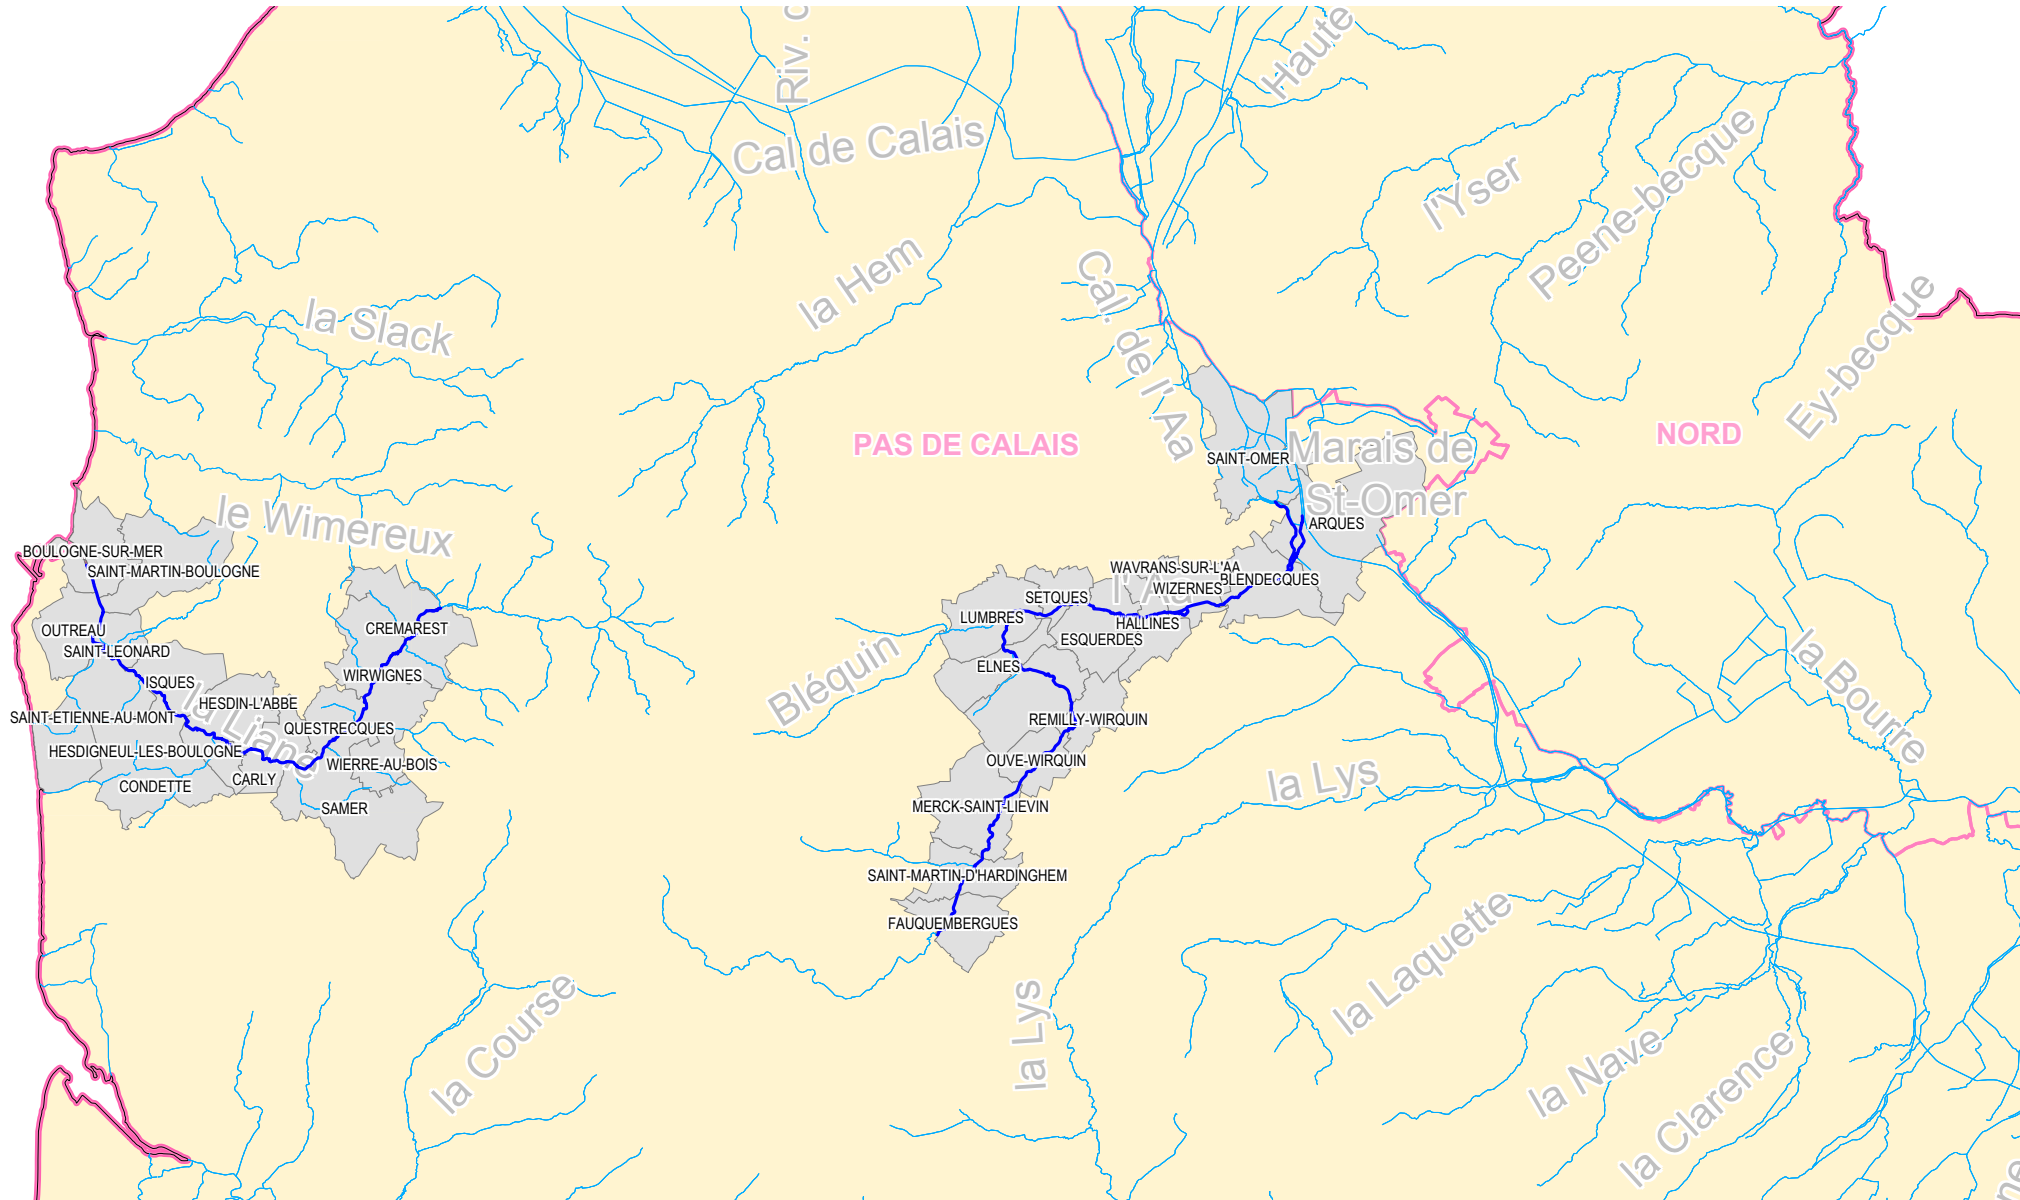 Riv.
Haute
Cal de Calais
l'Yser
Peene-becque
la Hem
Cal. de l'Aa
la Slack
Ey-becque
PAS DE CALAIS
NORD
Marais de
St-Omer
SAINT-OMER
ARQUES
le Wimereux
BOULOGNE-SUR-MER
SAINT-MARTIN-BOULOGNE
WAVRANS-SUR-L'AA
l'Aa
BLENDECQUES
WIZERNES
SETQUES
LUMBRES
HALLINES
ESQUERDES
ELNES
OUTREAU
SAINT-LEONARD
CREMAREST
WIRWIGNES
ISQUES
la Liane
HESDIN-L'ABBE
SAINT-ETIENNE-AU-MONT
QUESTRECQUES
HESDIGNEUL-LES-BOULOGNE
WIERRE-AU-BOIS
CARLY
CONDETTE
SAMER
Bléquin
REMILLY-WIRQUIN
OUVE-WIRQUIN
MERCK-SAINT-LIEVIN
SAINT-MARTIN-D'HARDINGHEM
FAUQUEMBERGUES
la Bourre
la Lys
la Laquette
la Course
la Lys
la Nave
la Clarence